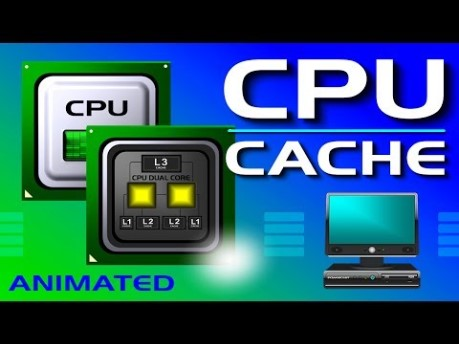 CPU
CACHE
CPU
L3
CPU DUAL CORE
L1 L2 L2 L1
ANIMATED